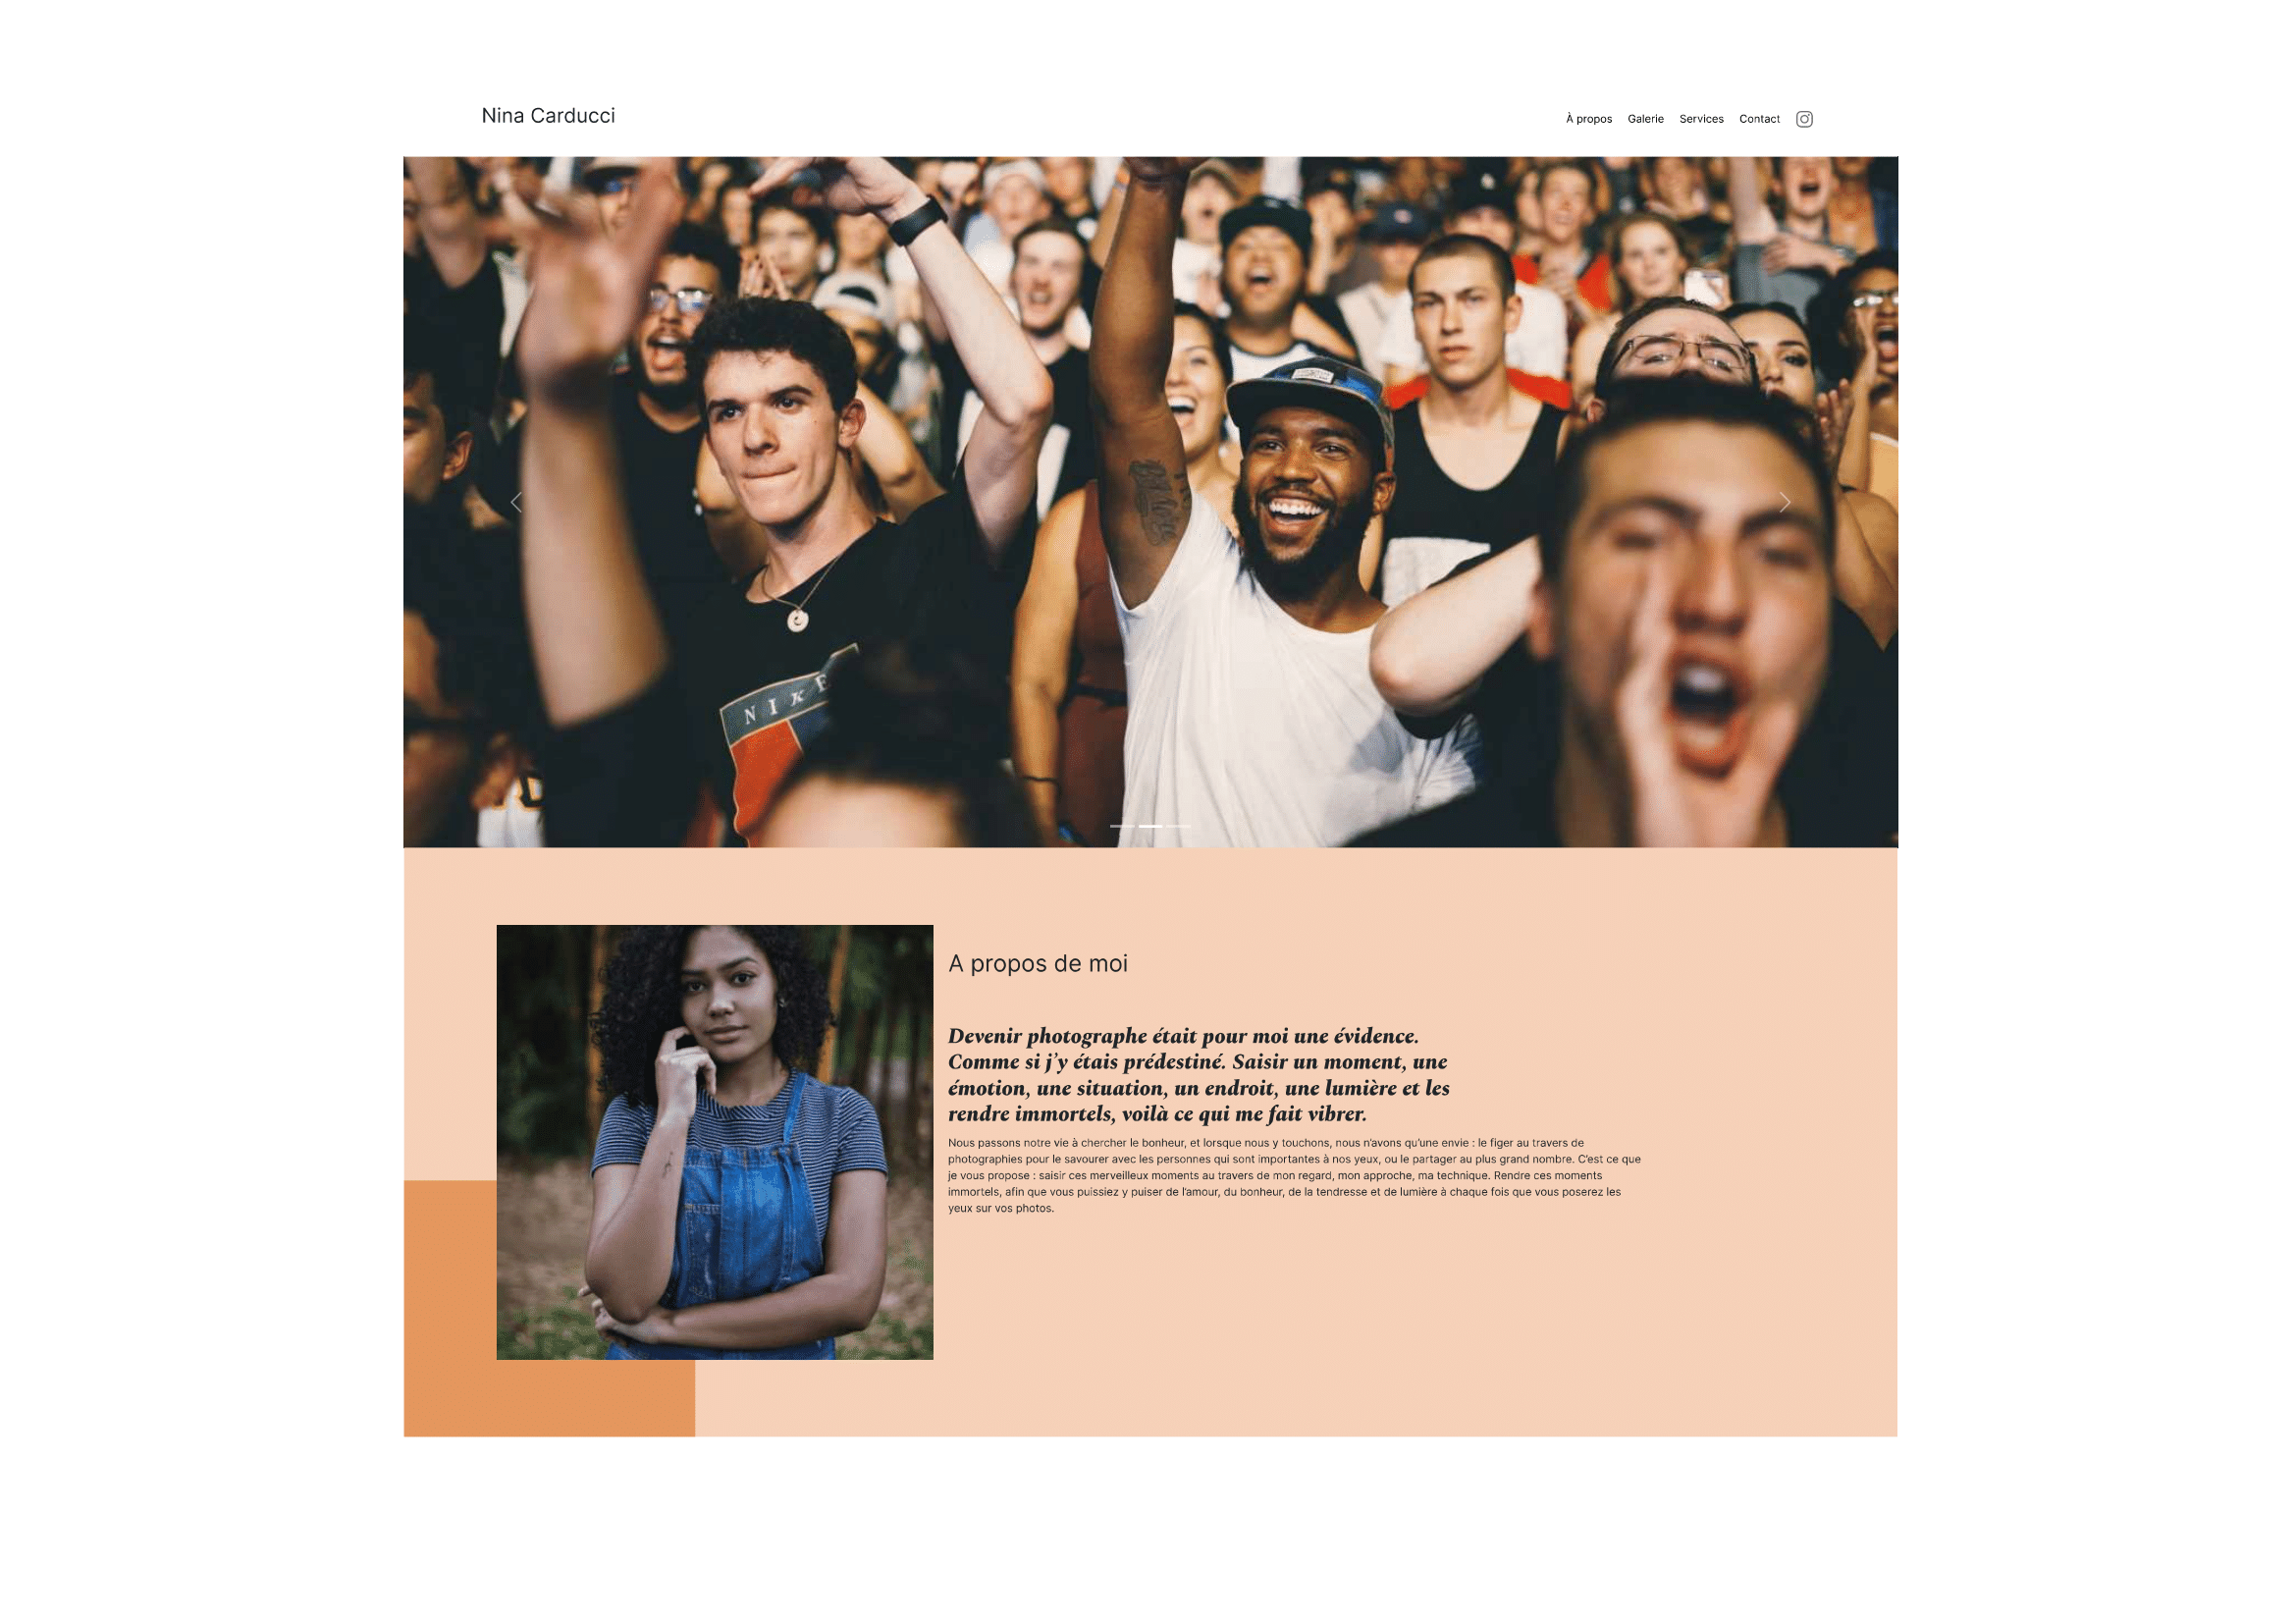 Nina Carducci
À propos Galerie Services Contact
NIKE
A propos de moi
Devenir photographe était pour moi une évidence.
Comme si j’y étais prédestiné. Saisir un moment, une
émotion, une situation, un endroit, une lumière et les
rendre immortels, voilà ce qui me fait vibrer.
Nous passons notre vie à chercher le bonheur, et lorsque nous y touchons, nous n’avons qu’une envie : le figer au travers de
photographies pour le savourer avec les personnes qui sont importantes à nos yeux, ou le partager au plus grand nombre. C’est ce que
je vous propose : saisir ces merveilleux moments au travers de mon regard, mon approche, ma technique. Rendre ces moments
immortels, afin que vous puissiez y puiser de l’amour, du bonheur, de la tendresse et de lumière à chaque fois que vous poserez les
yeux sur vos photos.